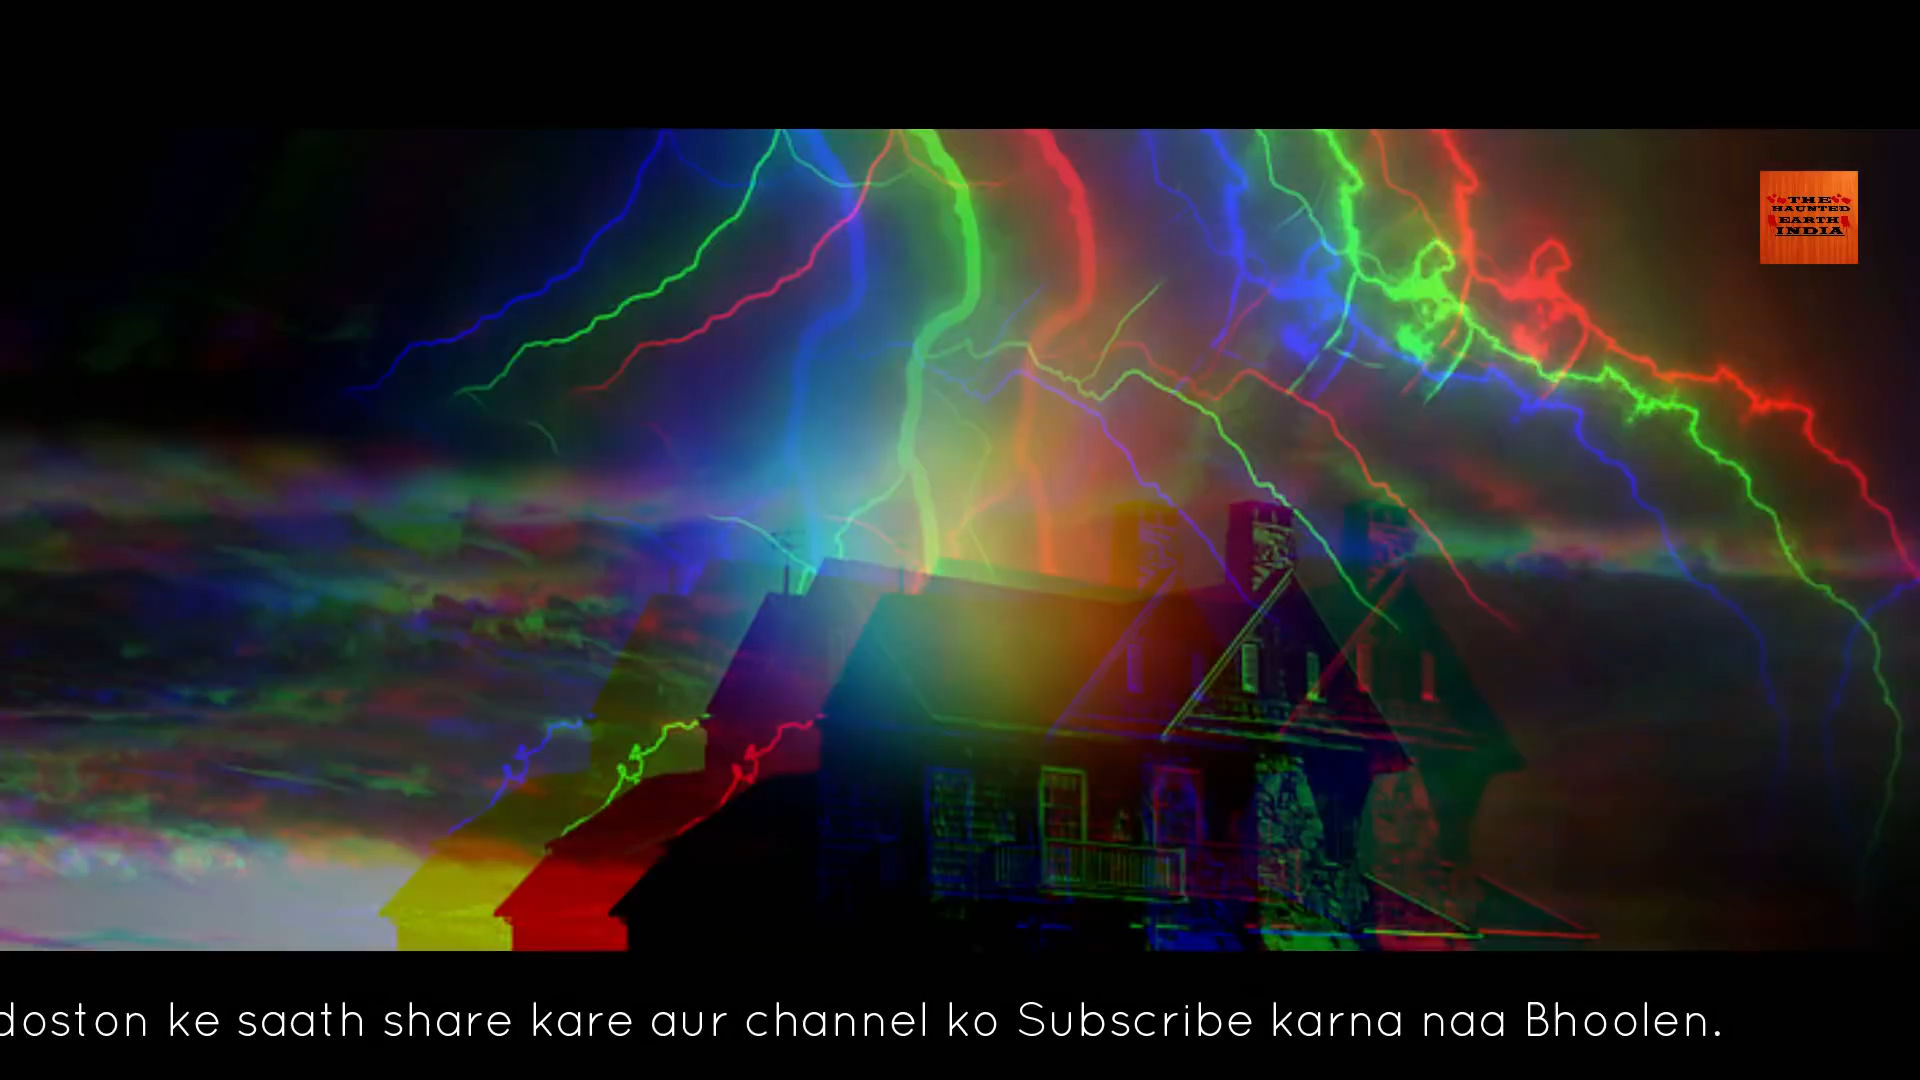 THE
HAUNTED
EARTH
INDIA
doston ke saath share kare aur channel ko Subscribe karna naa Bhoolen.